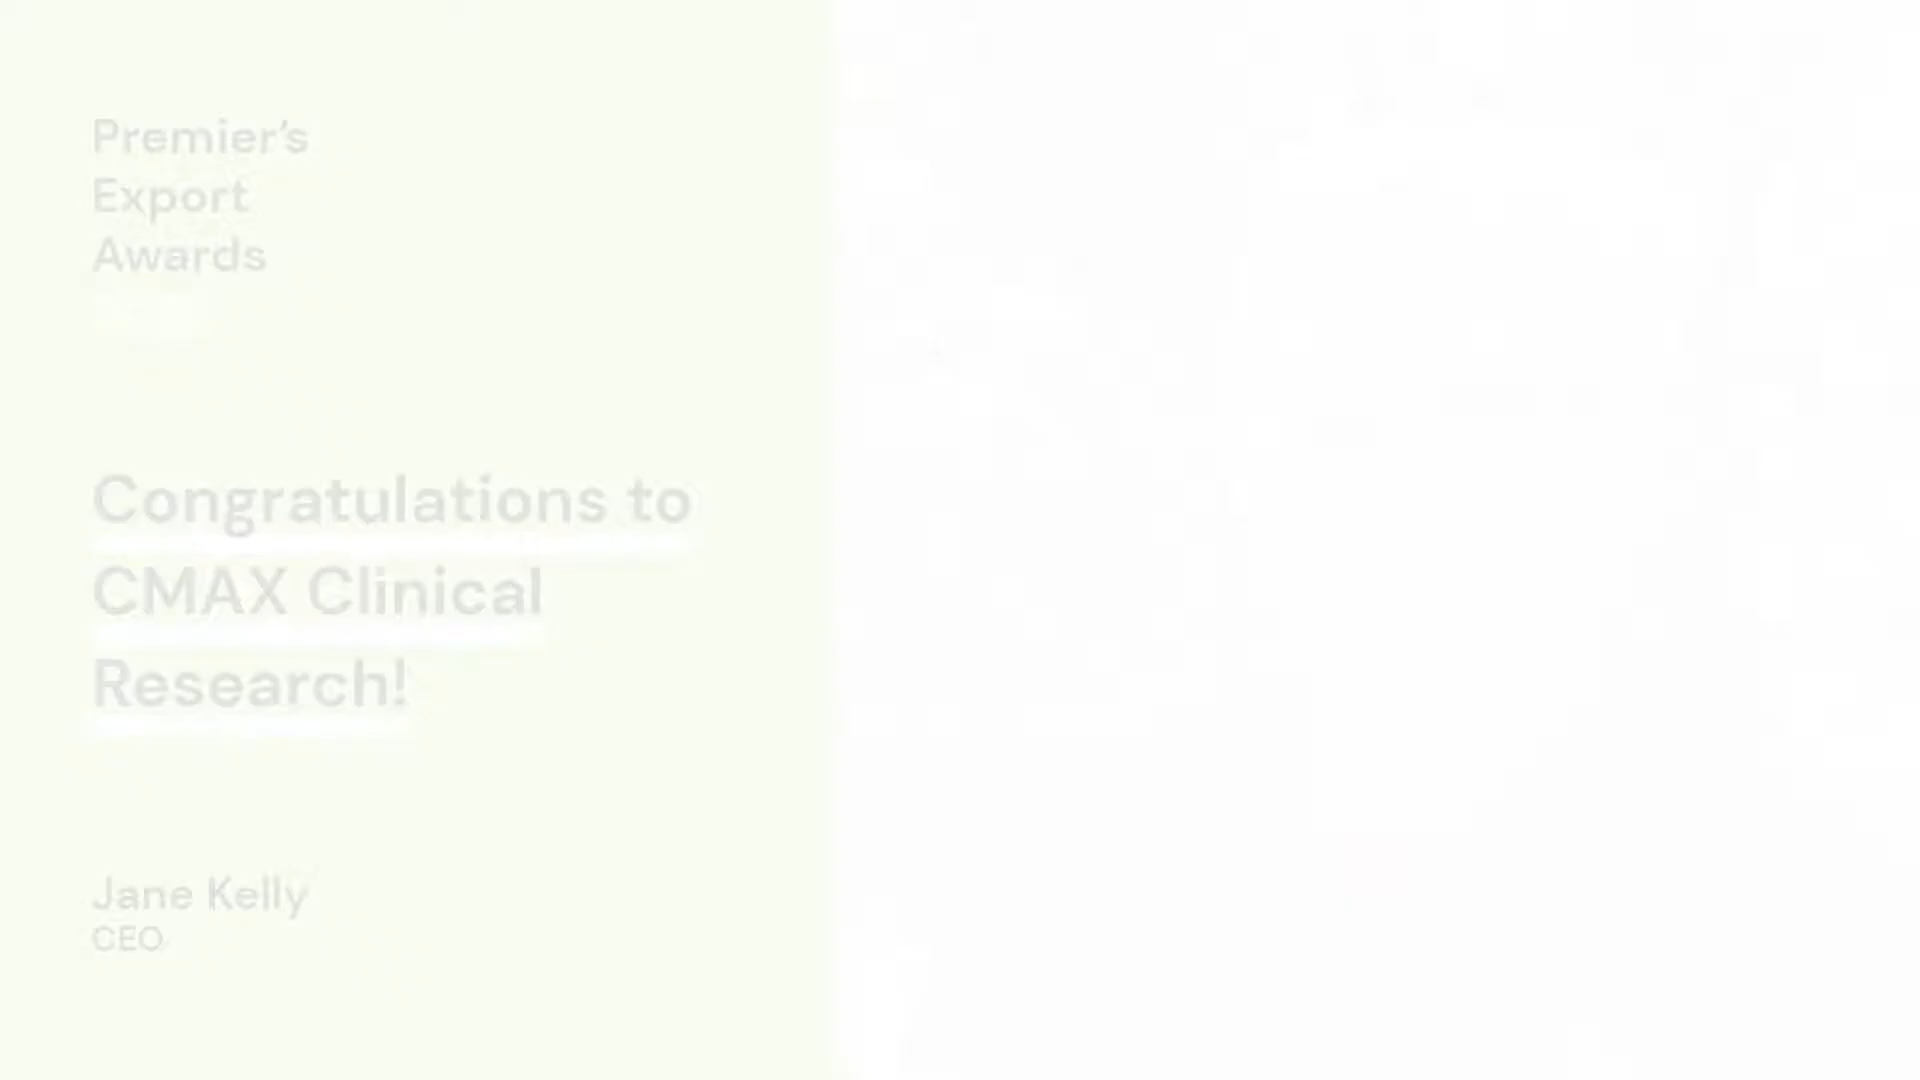 Premier’s
Export
Awards
Congratulations to
CMAX Clinical
Research!
Jane Kelly
CEO